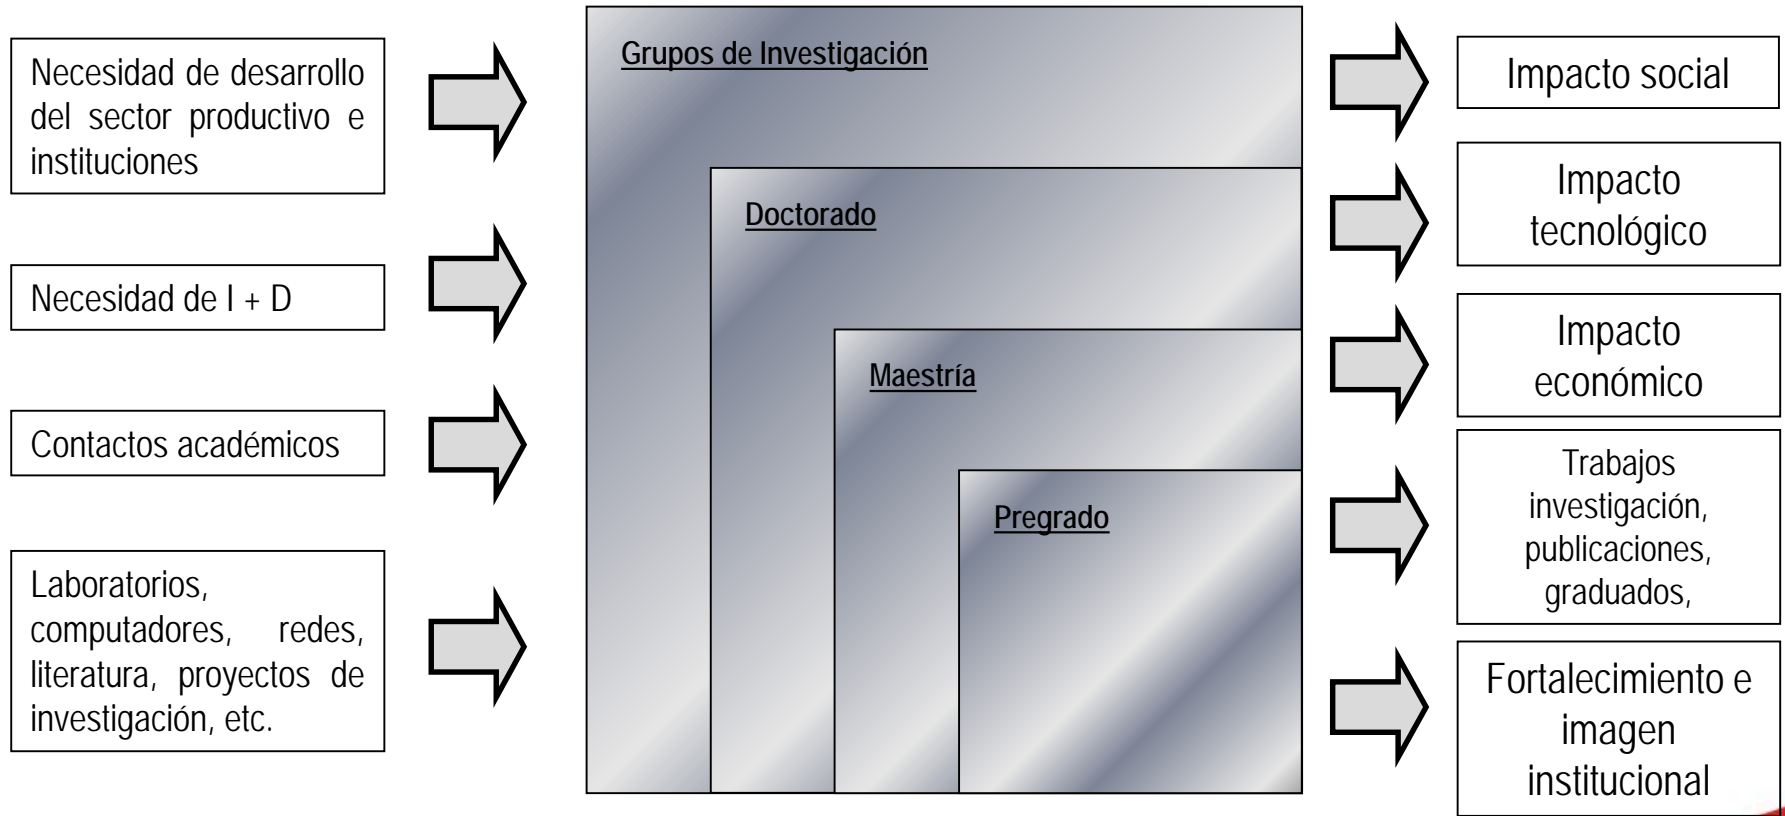 Necesidad de desarrollo
del sector productivo e
instituciones
Necesidad de I + D
Contactos académicos
Laboratorios,
computadores, redes,
literatura, proyectos de
investigación, etc.
Grupos de Investigación
Doctorado
Maestría
Pregrado
Impacto social
Impacto
tecnológico
Impacto
económico
Trabajos
investigación,
publicaciones,
graduados,
Fortalecimiento e
imagen
institucional